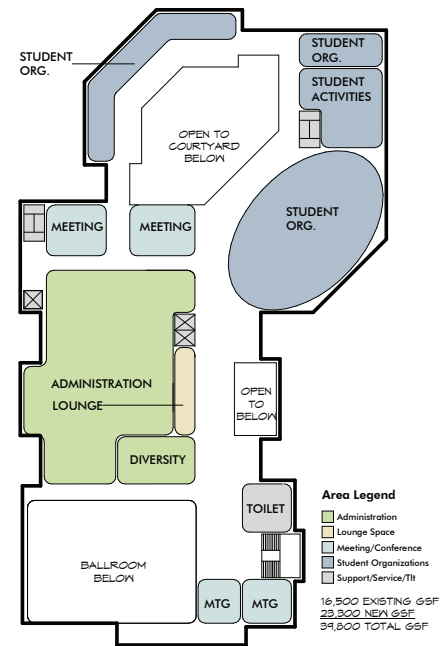 STUDENT
ORG.
STUDENT
ORG.
STUDENT
ACTIVITIES
OPEN TO
COURTYARD
BELOW
STUDENT
ORG.
MEETING
MEETING
ADMINISTRATION
LOUNGE
OPEN
TO
BELOW
DIVERSITY
TOILET
BALLROOM
BELOW
MTG
MTG
Area Legend
Administration
Lounge Space
Meeting/Conference
Student Organizations
Support/Service/Tlt
16,500 EXISTING GSF
23,300 NEW GSF
39,800 TOTAL GSF